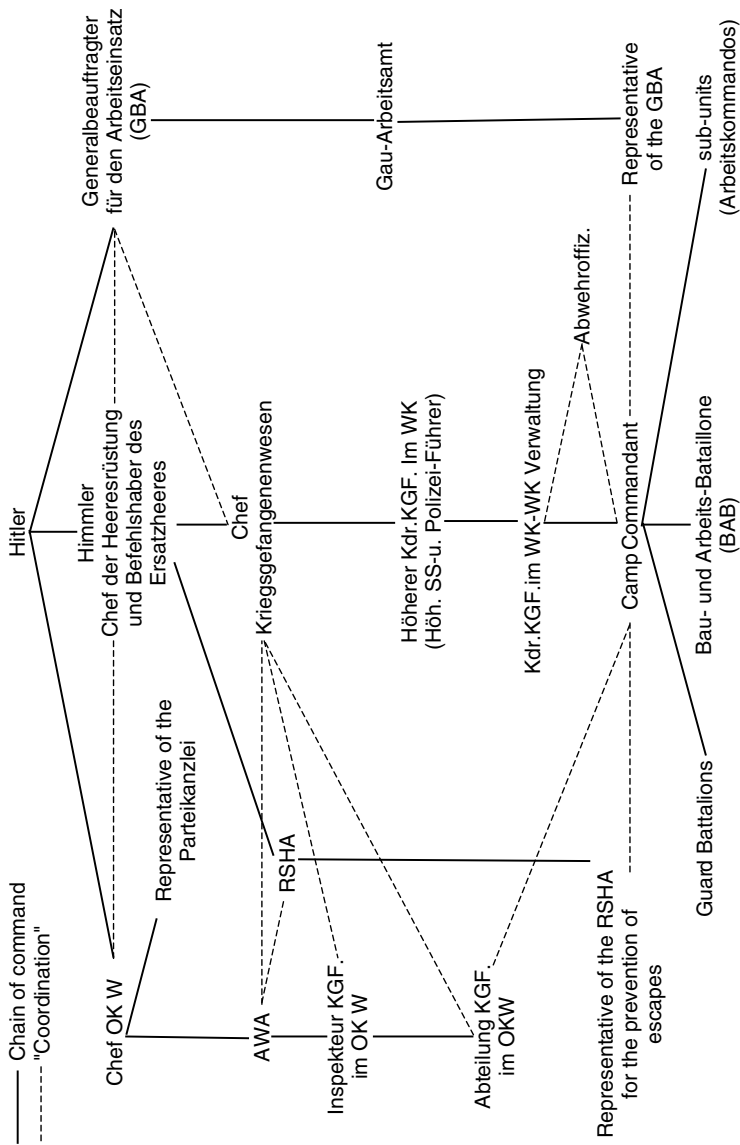 Chain of command
"Coordination"
Hitler
Chef OK W
Himmler
Chef der Heeresrüstung
und Befehlshaber des
Ersatzheeres
Generalbeauftragter
für den Arbeitseinsatz
(GBA)
Representative of the
Parteikanzlei
AWA
RSHA
Chef
Kriegsgefangenenwesen
Inspekteur KGF.
im OK W
Gau-Arbeitsamt
Höherer Kdr.KGF. Im WK
(Höh. SS-u. Polizei-Führer)
Abteilung KGF.
im OKW
Kdr.KGF.im WK-WK Verwaltung
Abwehroffiz.
Representative of the RSHA
for the prevention of
escapes
Camp Commandant
Representative
of the GBA
Guard Battalions
Bau- und Arbeits-Bataillone
(BAB)
sub-units
(Arbeitskommandos)